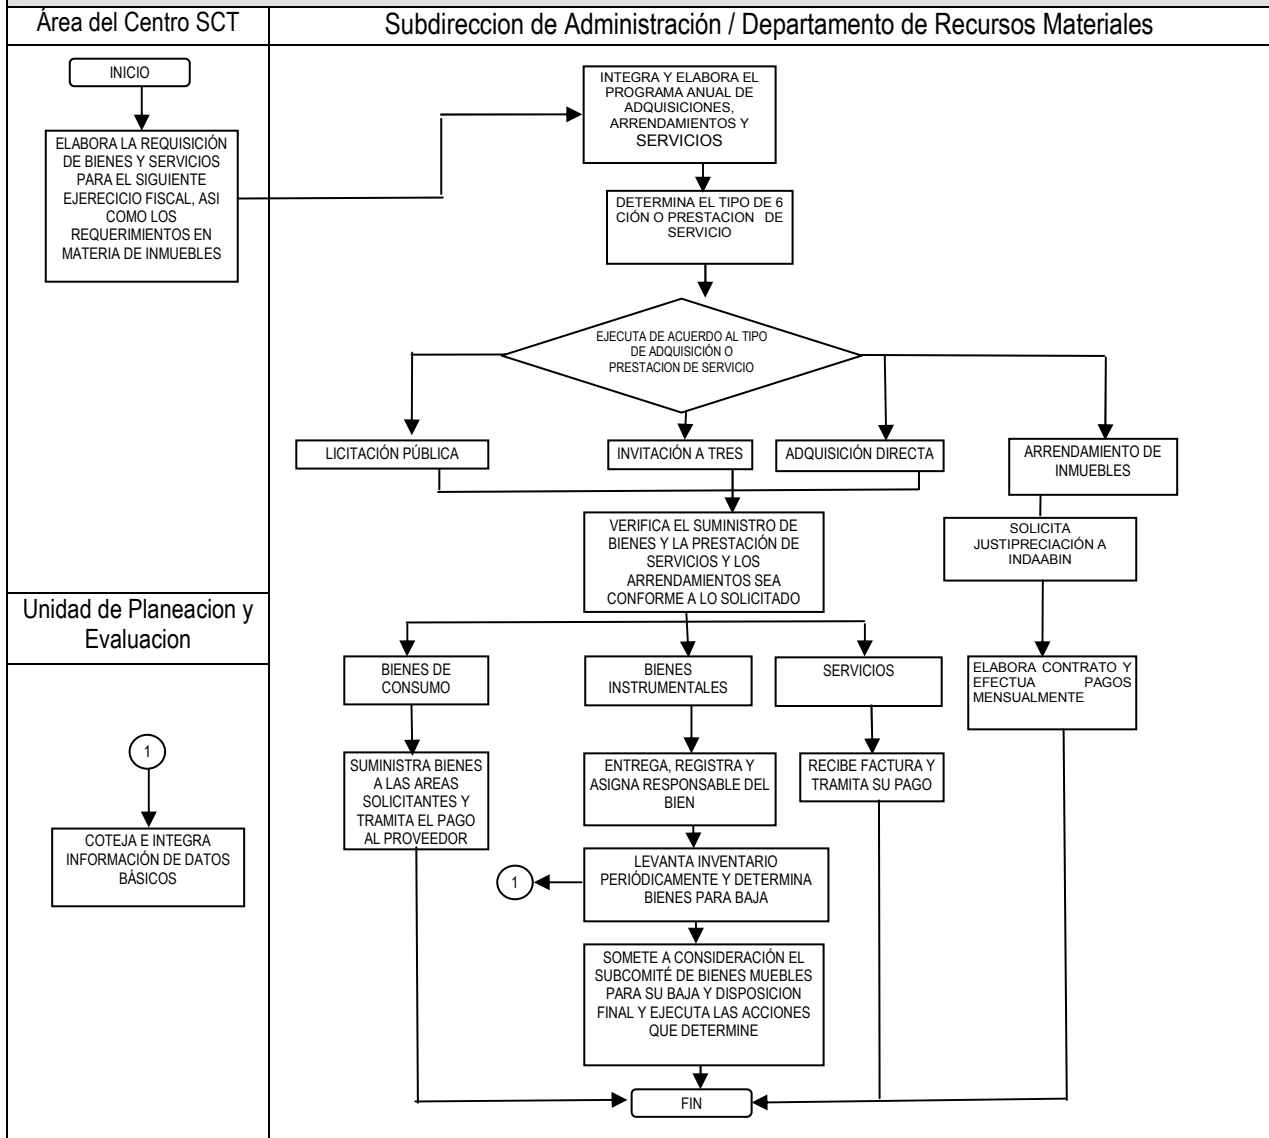 Área del Centro SCT
Subdireccion de Administración / Departamento de Recursos Materiales
INICIO
ELABORA LA REQUISICIÓN
DE BIENES Y SERVICIOS
PARA EL SIGUIENTE
EJERECICIO FISCAL, ASI
COMO LOS
REQUERIMIENTOS EN
MATERIA DE INMUEBLES
INTEGRA Y ELABORA EL
PROGRAMA ANUAL DE
ADQUISICIONES,
ARRENDAMIENTOS Y
SERVICIOS
DETERMINA EL TIPO DE 6
CIÓN O PRESTACION DE
SERVICIO
EJECUTA DE ACUERDO AL TIPO
DE ADQUISICIÓN O
PRESTACION DE SERVICIO
LICITACIÓN PÚBLICA
INVITACIÓN A TRES
ADQUISICIÓN DIRECTA
ARRENDAMIENTO DE
INMUEBLES
VERIFICA EL SUMINISTRO DE
BIENES Y LA PRESTACIÓN DE
SERVICIOS Y LOS
ARRENDAMIENTOS SEA
CONFORME A LO SOLICITADO
SOLICITA
JUSTIPRECIACIÓN A
INDAABIN
Unidad de Planeacion y
Evaluacion
BIENES DE
CONSUMO
BIENES
INSTRUMENTALES
SERVICIOS
ELABORA CONTRATO Y
EFECTUA PAGOS
MENSUALMENTE
1
COTEJA E INTEGRA
INFORMACIÓN DE DATOS
BÁSICOS
SUMINISTRA BIENES
A LAS AREAS
SOLICITANTES Y
TRAMITA EL PAGO
AL PROVEEDOR
ENTREGA, REGISTRA Y
ASIGNA RESPONSABLE DEL
BIEN
RECIBE FACTURA Y
TRAMITA SU PAGO
1
LEVANTA INVENTARIO
PERIÓDICAMENTE Y DETERMINA
BIENES PARA BAJA
SOMETE A CONSIDERACIÓN EL
SUBCOMITÉ DE BIENES MUEBLES
PARA SU BAJA Y DISPOSICION
FINAL Y EJECUTA LAS ACCIONES
QUE DETERMINE
FIN